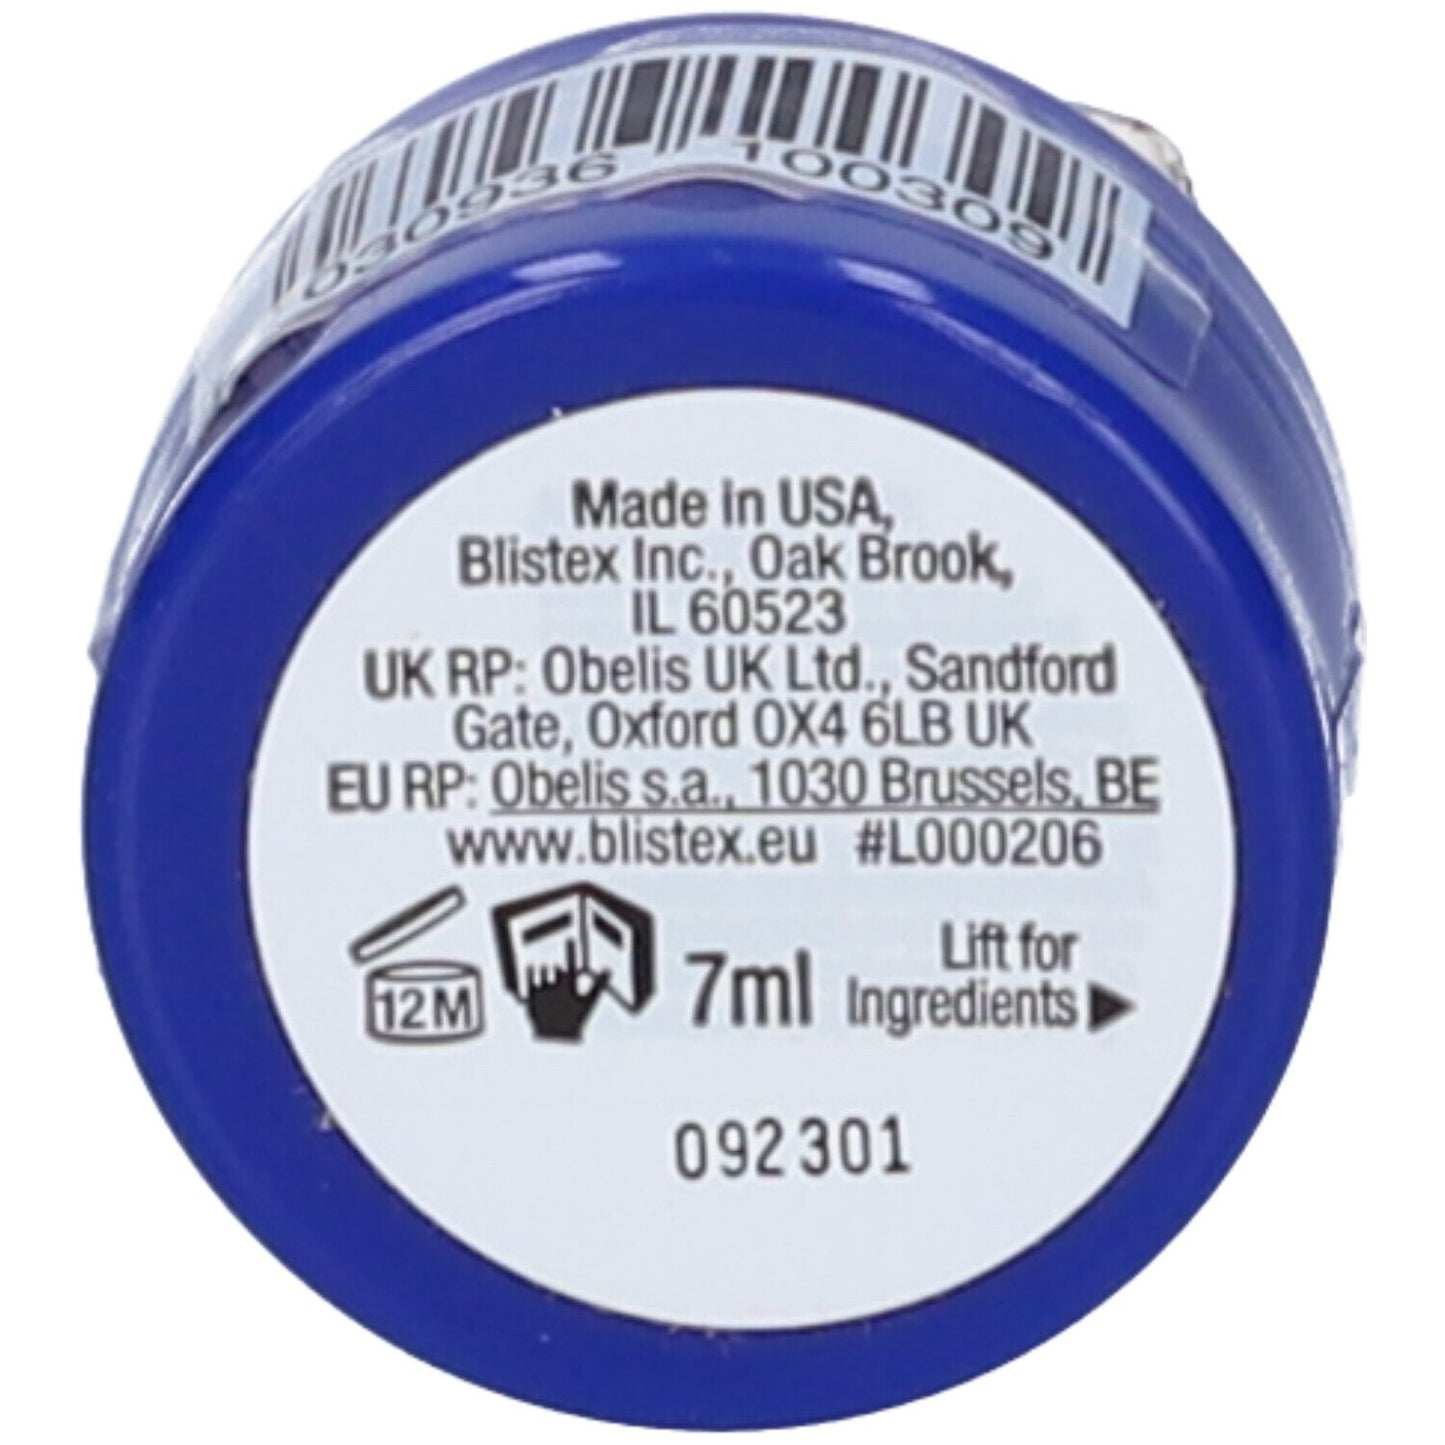 030936 100309
Made in USA,
Blistex Inc., Oak Brook,
IL 60523
UK RP: Obelis UK Ltd., Sandford
Gate, Oxford OX4 6LB UK
EU RP: Obelis s.a., 1030 Brussels, BE
www.blistex.eu #L000206
12M 7ml Lift for
Ingredients
092301